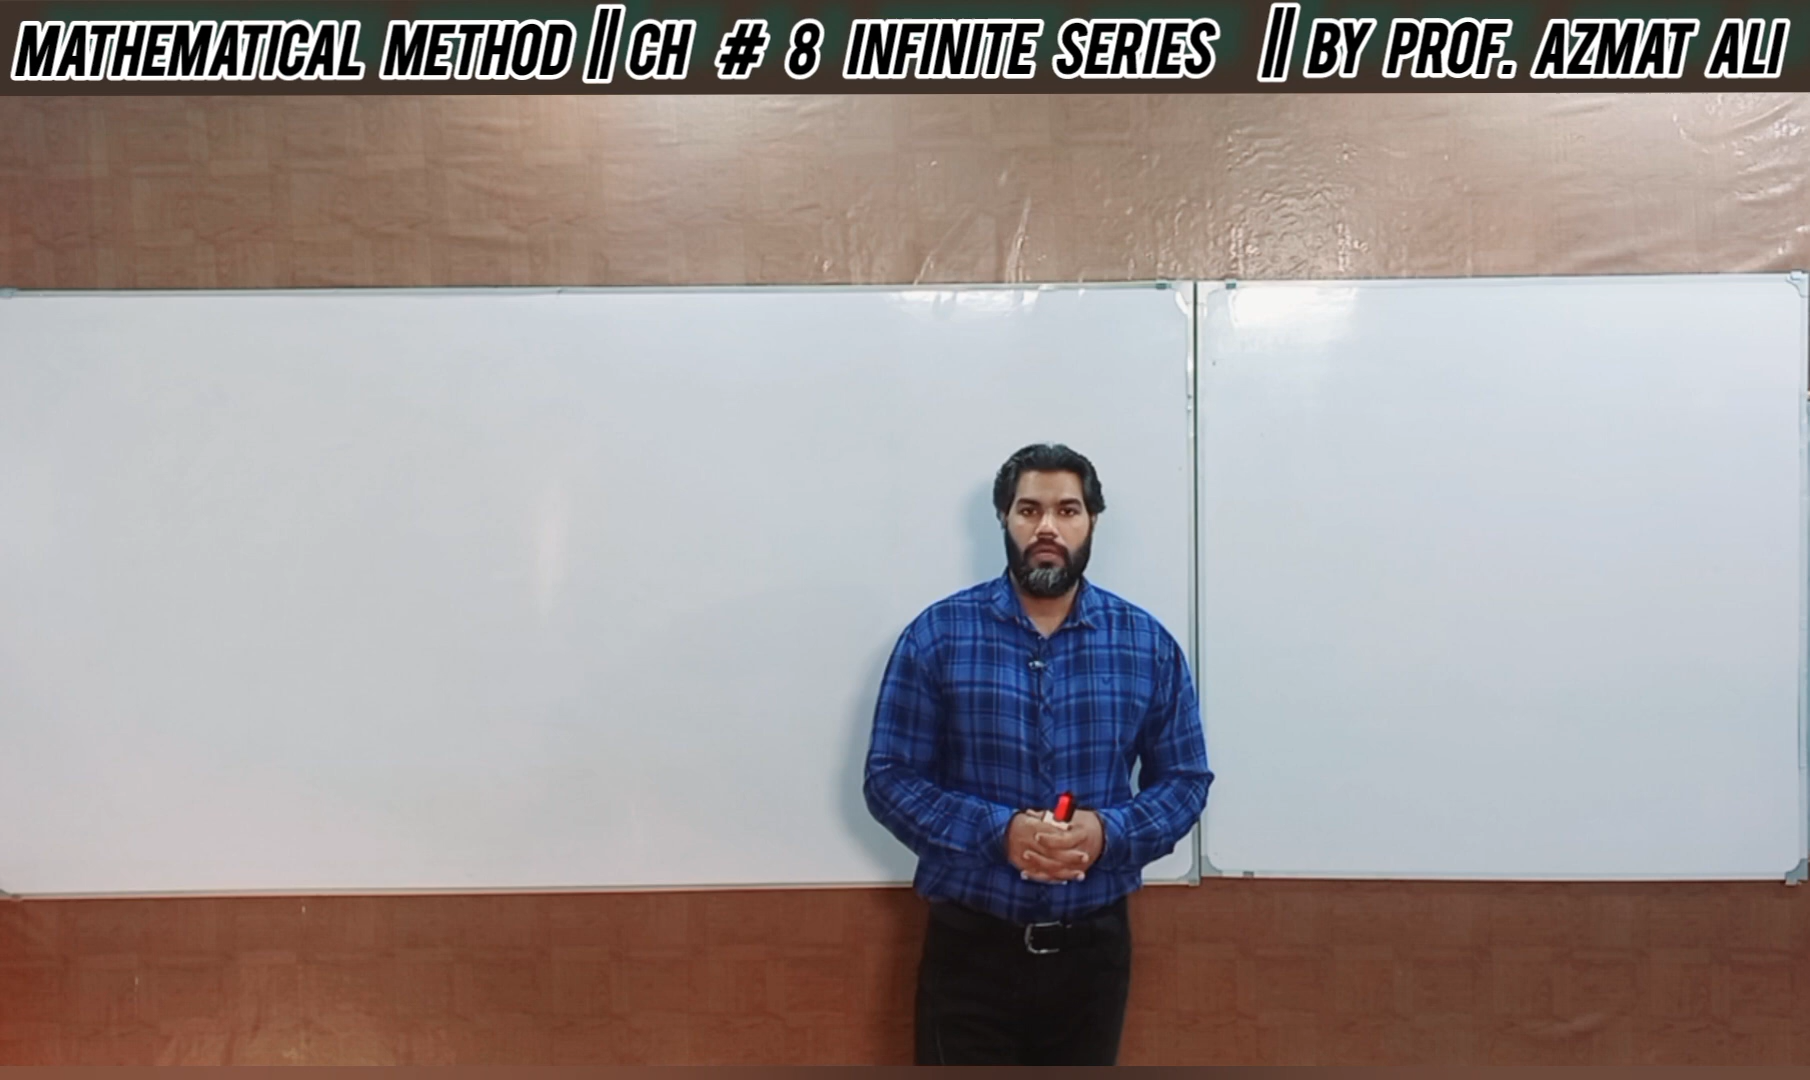 MATHEMATICAL METHOD || CH # 8 INFINITE SERIES || BY PROF. AZMAT ALI